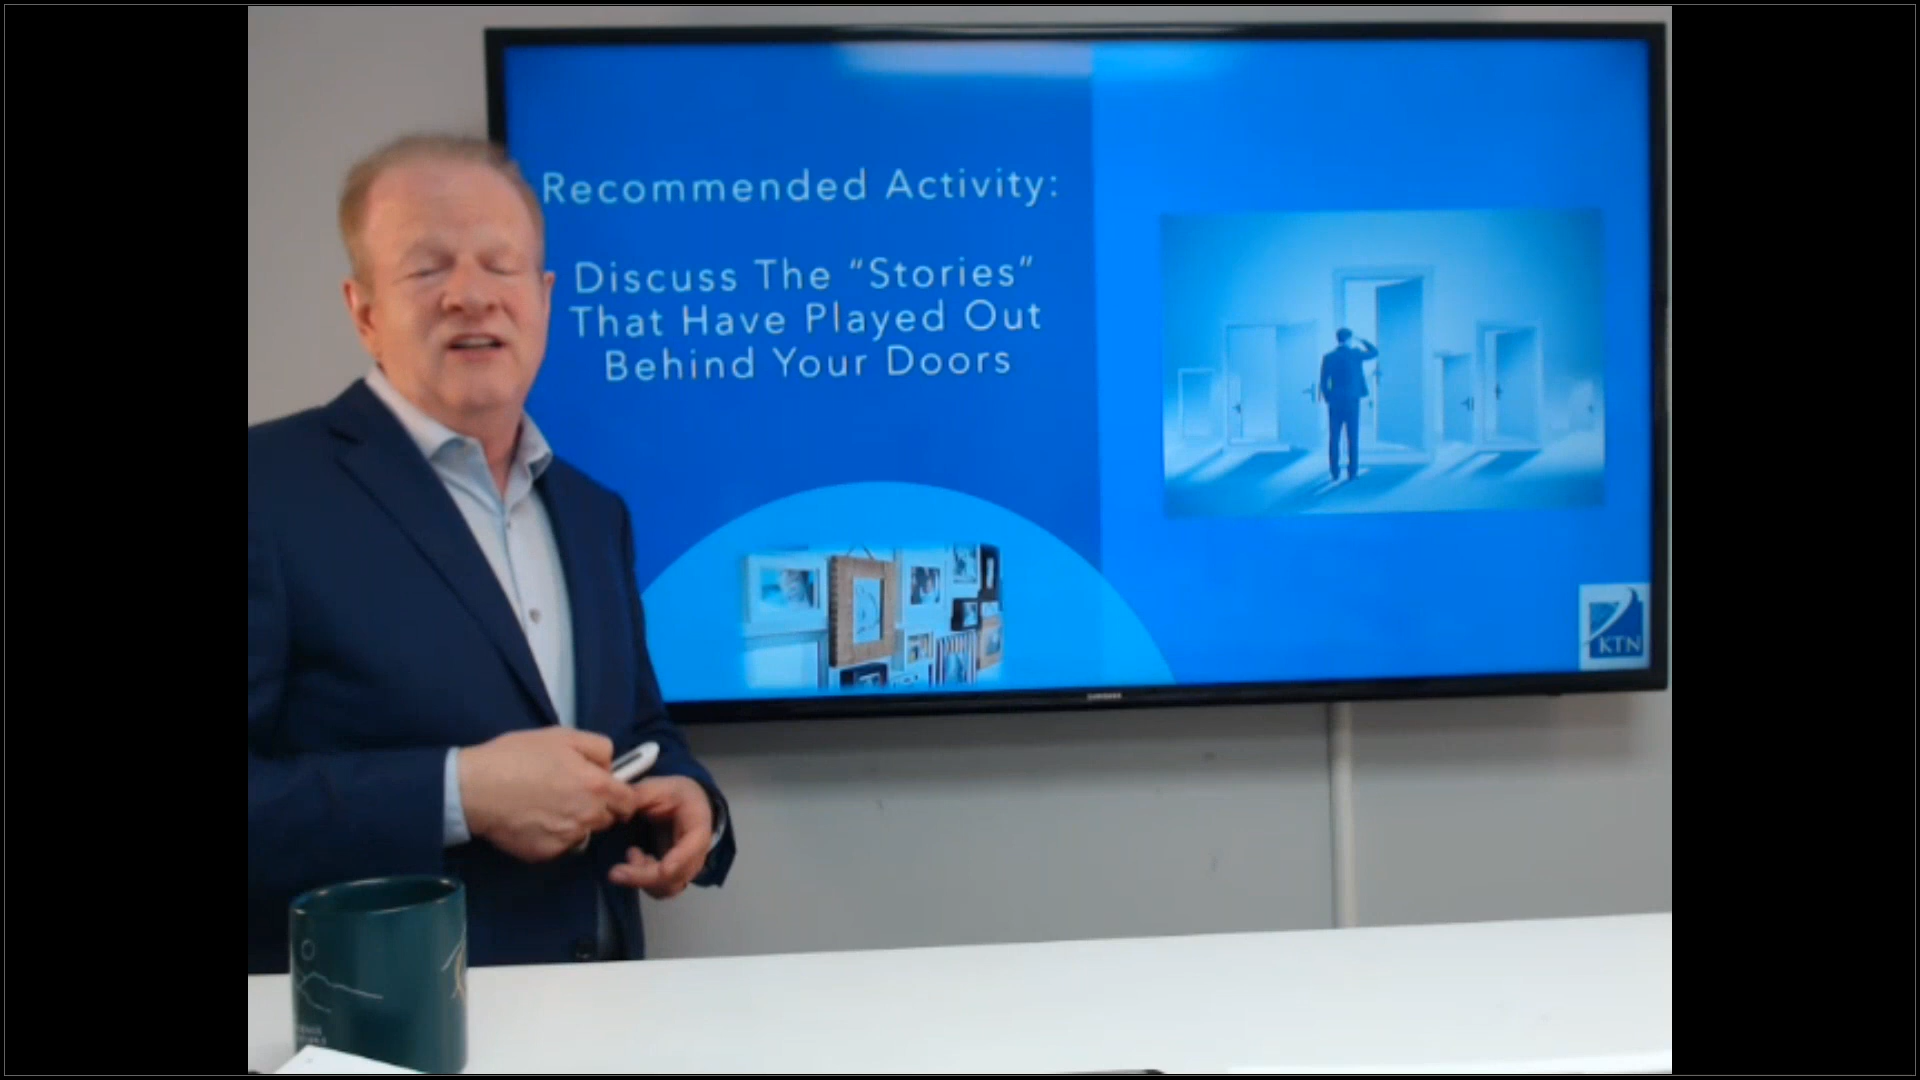 Recommended Activity:
Discuss The “Stories”
That Have Played Out
Behind Your Doors
KTN
SAMSUNG